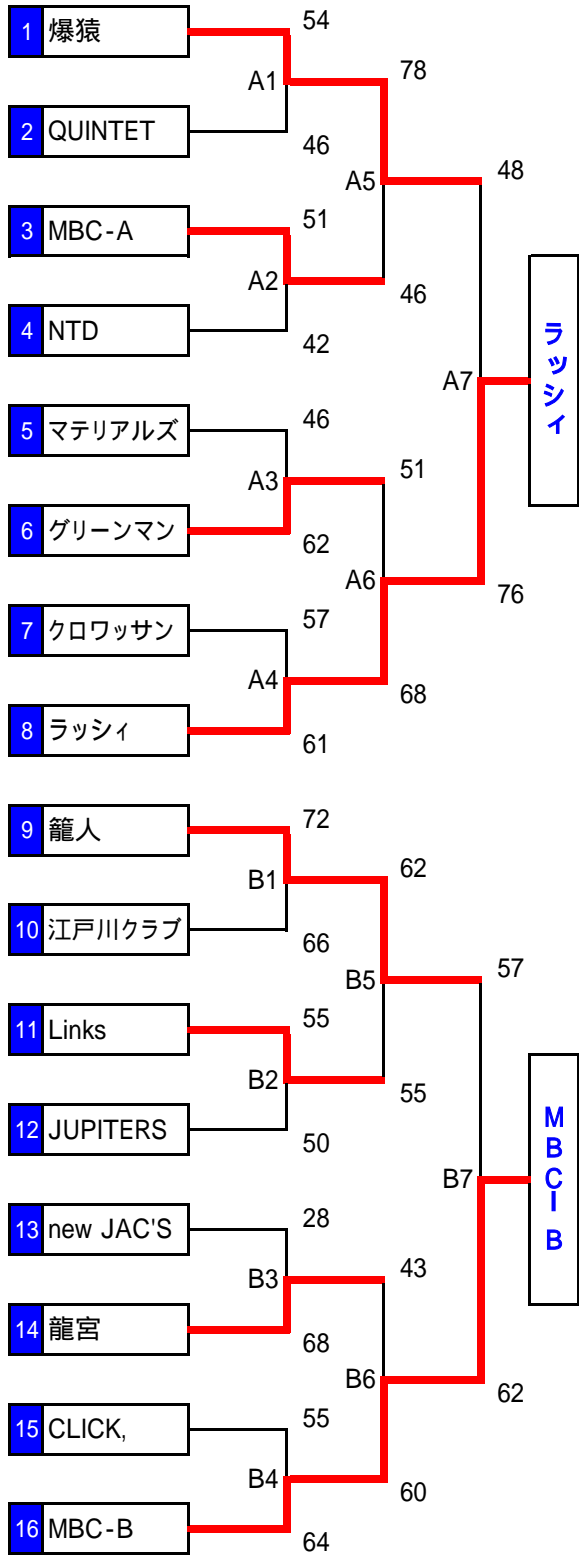 1 爆猿
54
A1
78
2 QUINTET
46
A5
48
3 MBC-A
51
A2
46
4 NTD
42
A7
ラッシィ
5 マテリアルズ
46
A3
51
6 グリーンマン
62
A6
76
7 クロワッサン
57
A4
68
8 ラッシィ
61
9 籠人
72
B1
62
10 江戸川クラブ
66
B5
57
11 Links
55
B2
55
12 JUPITERS
50
B7
MBC-B
13 new JAC'S
28
B3
43
14 龍宮
68
B6
62
15 CLICK,
55
B4
60
16 MBC-B
64